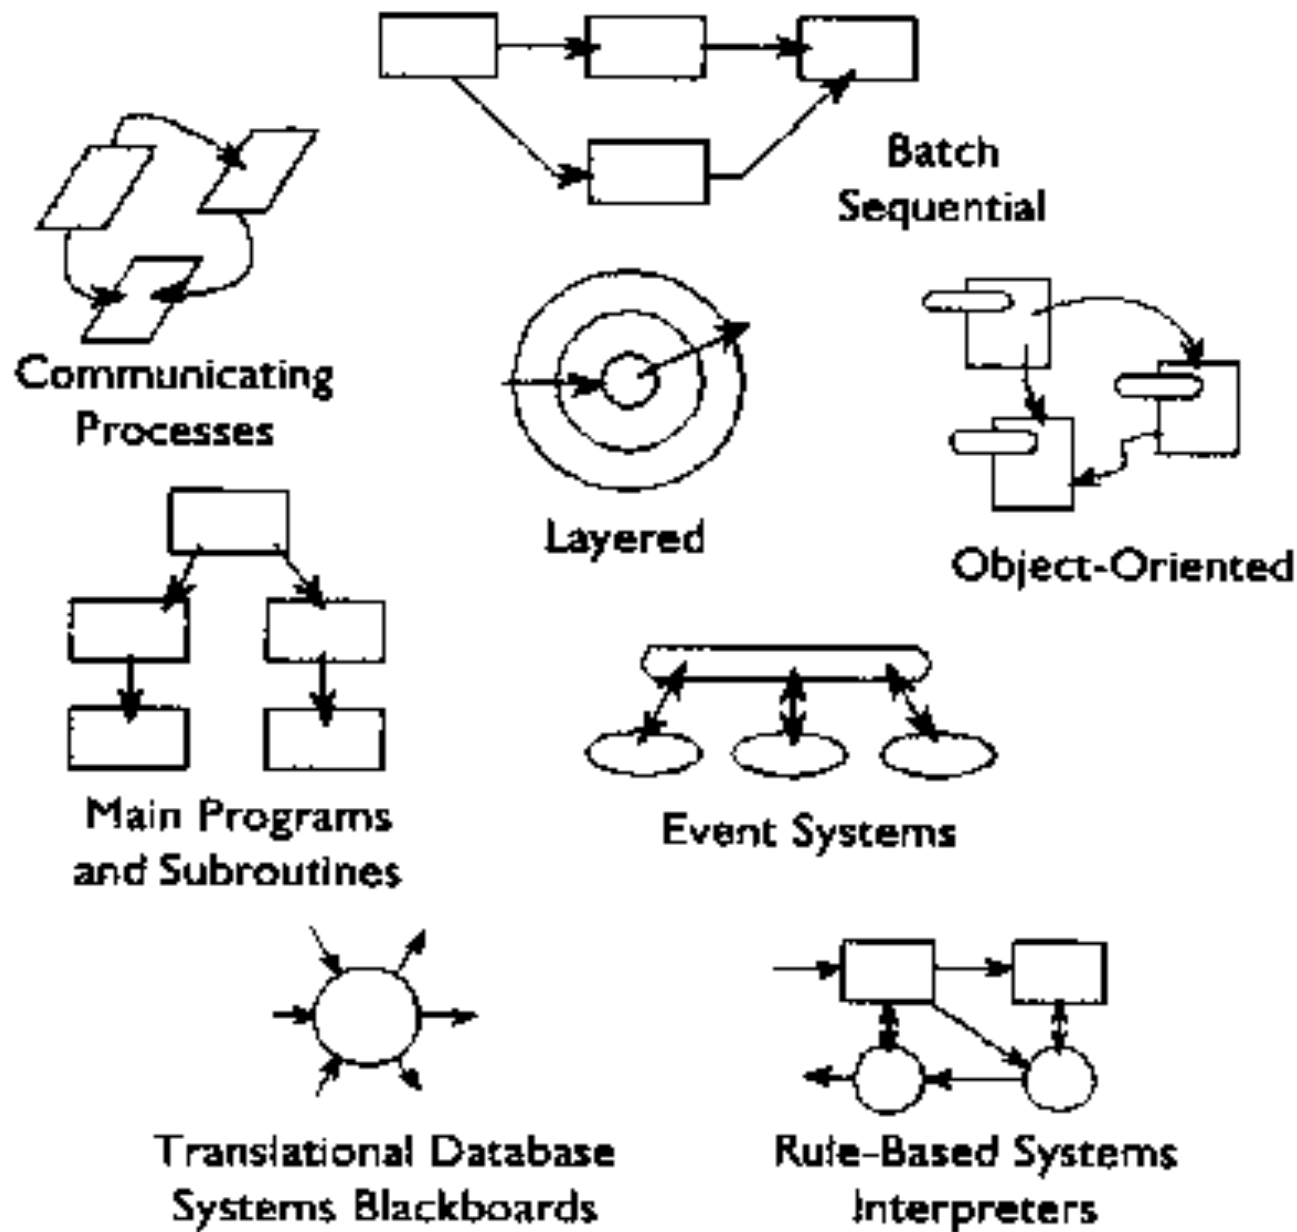 Batch
Sequential
Communicating
Processes
Layered
Object-Oriented
Main Programs
and Subroutines
Event Systems
Translational Database
Systems Blackboards
Rule-Based Systems
Interpreters